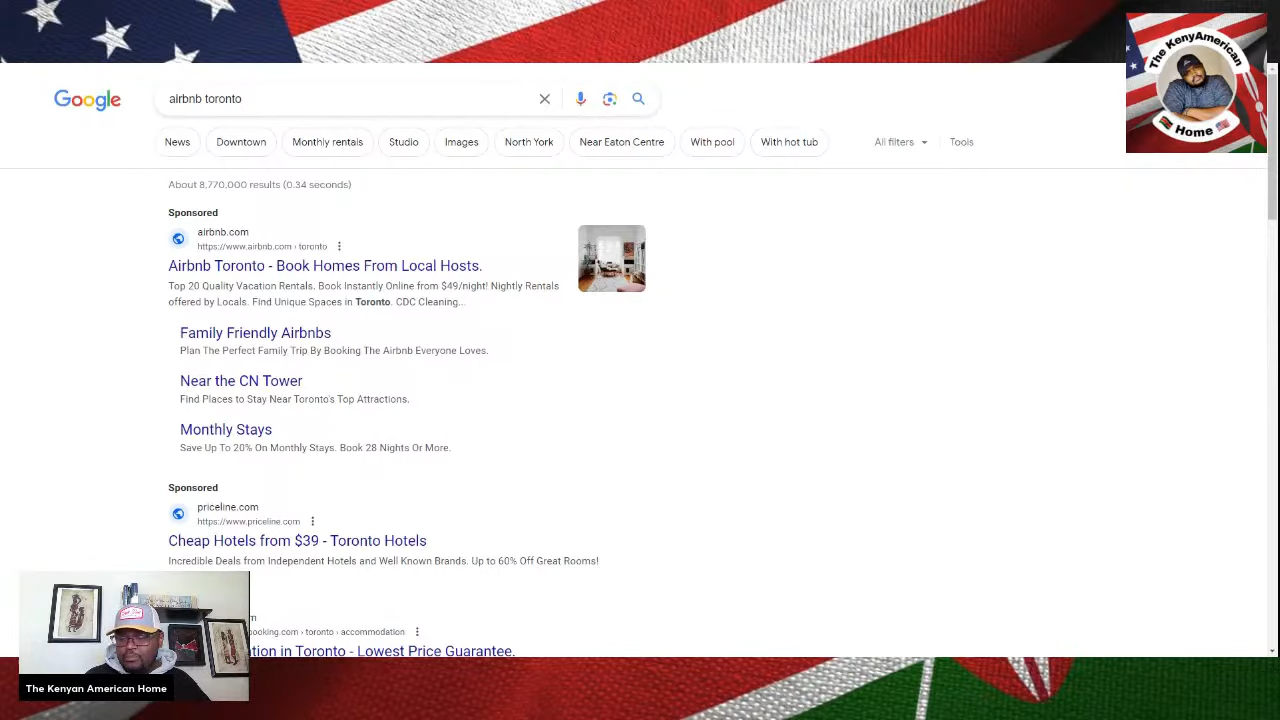 The KenyAmerican
Home
Google
airbnb toronto
News
Downtown
Monthly rentals
Studio
Images
North York
Near Eaton Centre
With pool
With hot tub
All filters
Tools
About 8,770,000 results (0.34 seconds)
Sponsored
airbnb.com
https://www.airbnb.com › toronto
Airbnb Toronto - Book Homes From Local Hosts.
Top 20 Quality Vacation Rentals. Book Instantly Online from $49/night! Nightly Rentals
offered by Locals. Find Unique Spaces in Toronto. CDC Cleaning...
Family Friendly Airbnbs
Plan The Perfect Family Trip By Booking The Airbnb Everyone Loves.
Near the CN Tower
Find Places to Stay Near Toronto's Top Attractions.
Monthly Stays
Save Up To 20% On Monthly Stays. Book 28 Nights Or More.
Sponsored
priceline.com
https://www.priceline.com
Cheap Hotels from $39 - Toronto Hotels
Incredible Deals from Independent Hotels and Well Known Brands. Up to 60% Off Great Rooms!
ooking.com › toronto › accommodation
tion in Toronto - Lowest Price Guarantee.
The Kenyan American Home